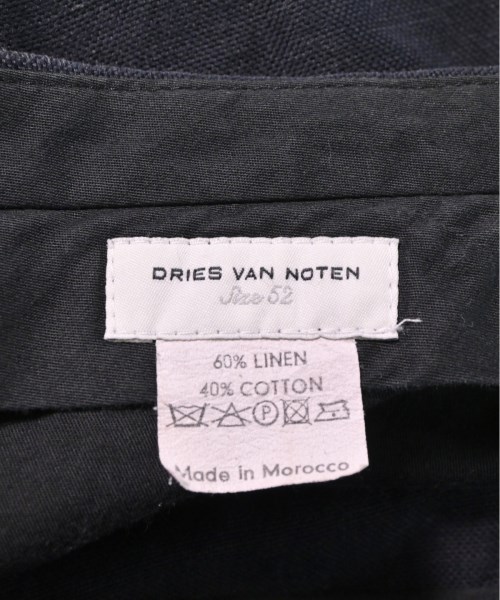 DRIES VAN NOTEN
Size 52
60% LINEN
40% COTTON
P
Made in Morocco